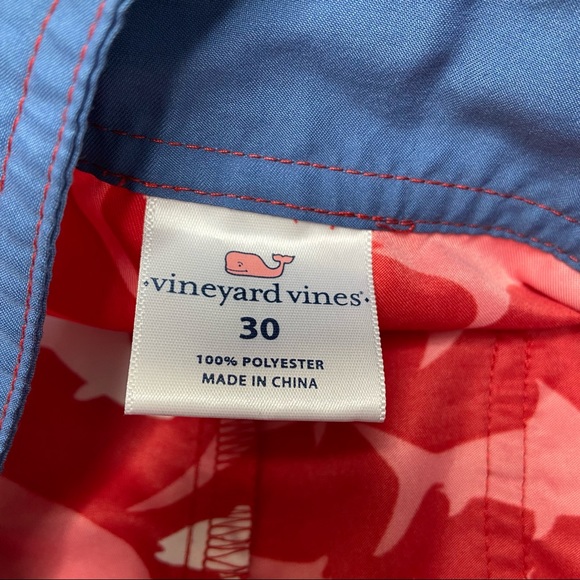 vineyard vines®
30
100% POLYESTER
MADE IN CHINA